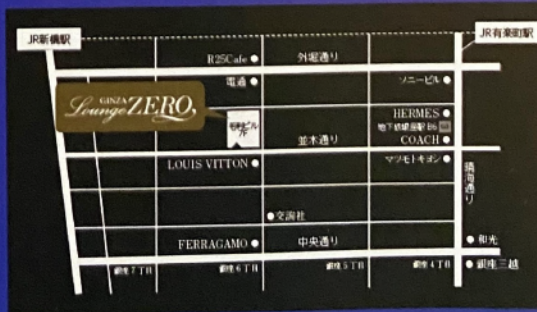 JR新橋駅
JR有楽町駅
R25Cafe
外堀通り
電通
ソニービル
GINZA
Lounge ZERO
7F
HERMES
地下鉄銀座駅 B6
COACH
並木通り
LOUIS VITTON
マツモトキヨシ
晴海通り
交洵社
FERRAGAMO
中央通り
和光
銀座7丁目
銀座6丁目
銀座5丁目
銀座4丁目
銀座三越